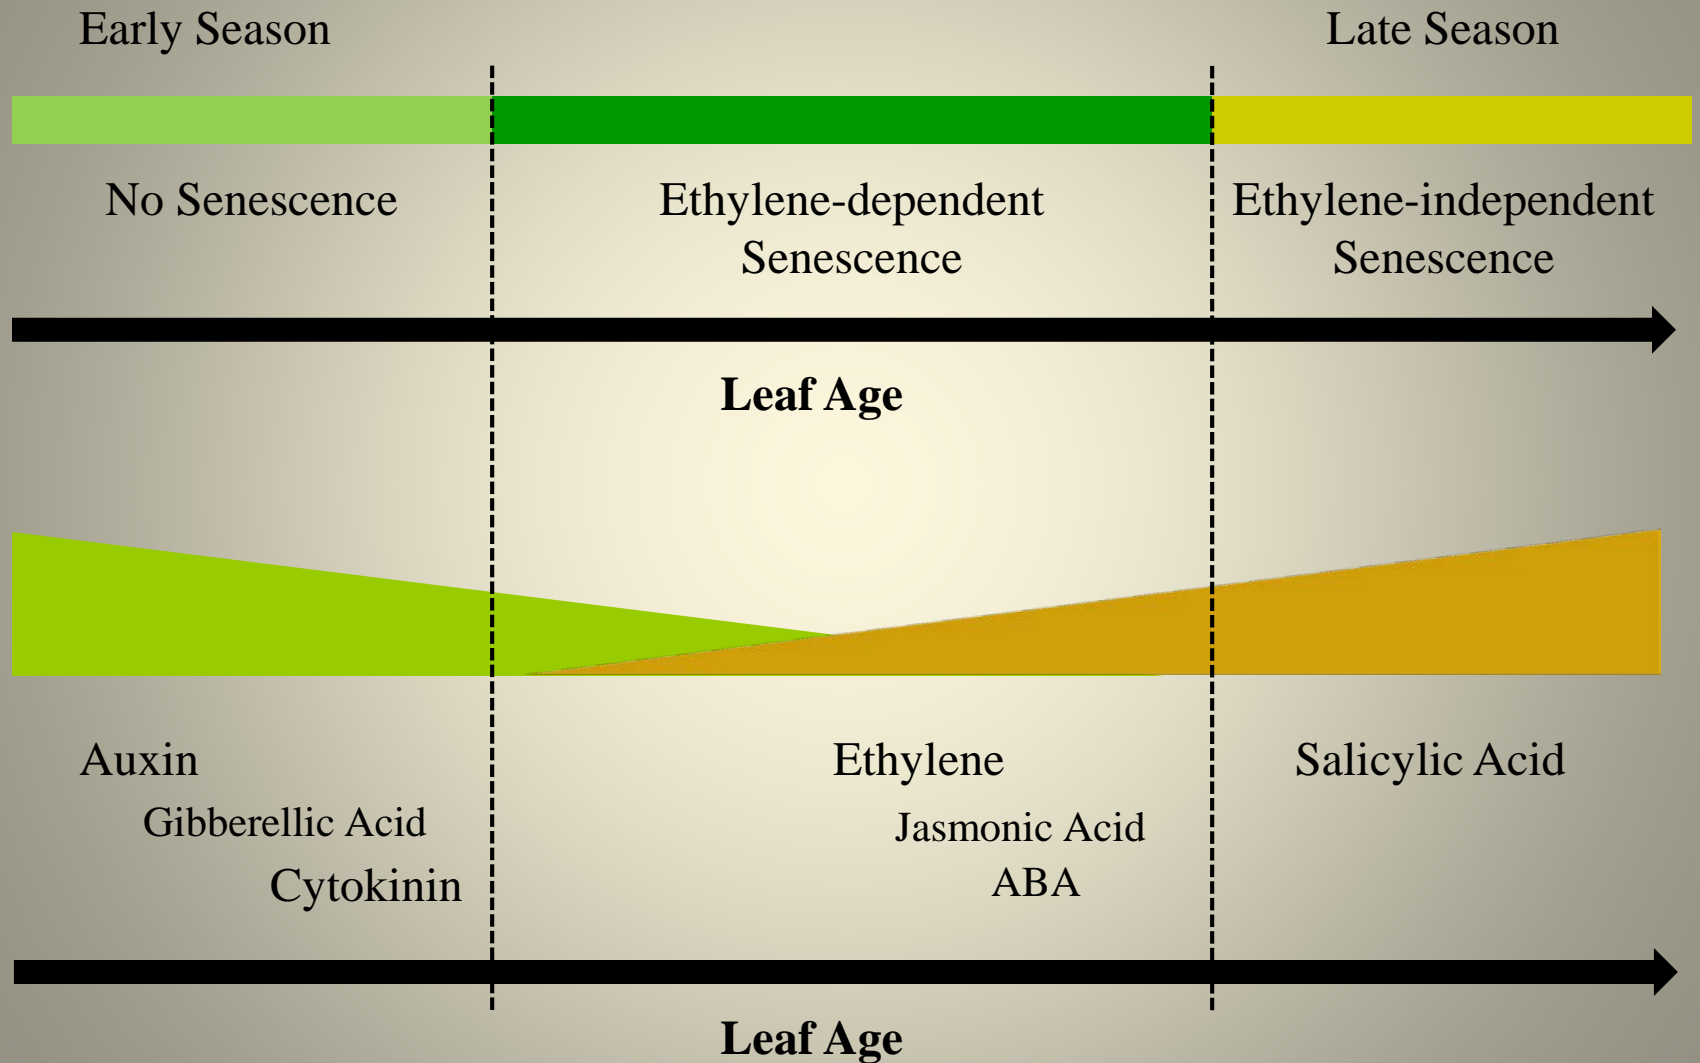 Early Season
Late Season
No Senescence
Ethylene-dependent
Senescence
Ethylene-independent
Senescence
Leaf Age
Auxin
Gibberellic Acid
Cytokinin
Ethylene
Jasmonic Acid
ABA
Salicylic Acid
Leaf Age